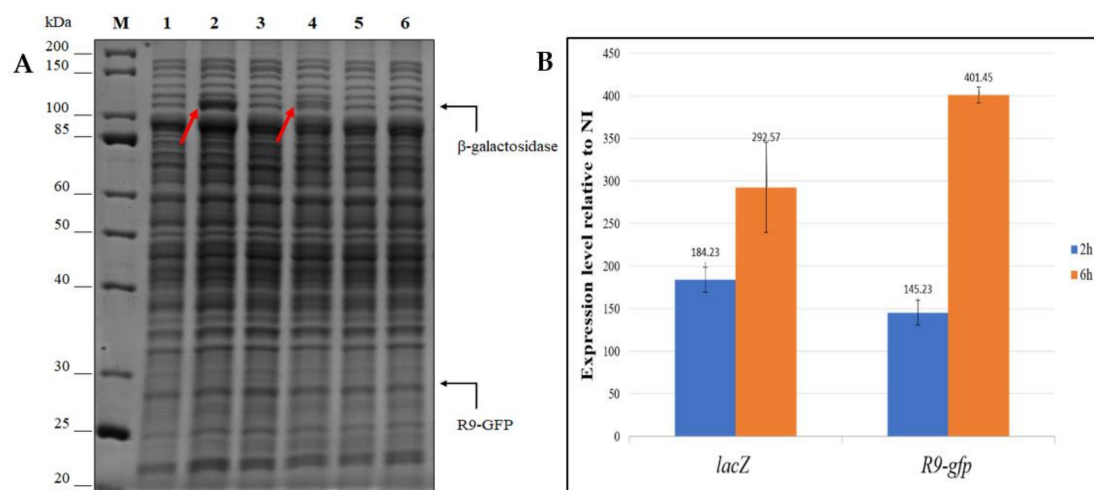 kDa M 1 2 3 4 5 6
A
200
150
100
85
60
50
40
30
25
20
β-galactosidase
R9-GFP
B
Expression level relative to NI
450
400
350
300
250
200
150
100
50
0
184.23
292.57
145.23
401.45
lacZ
R9-gfp
2h
6h